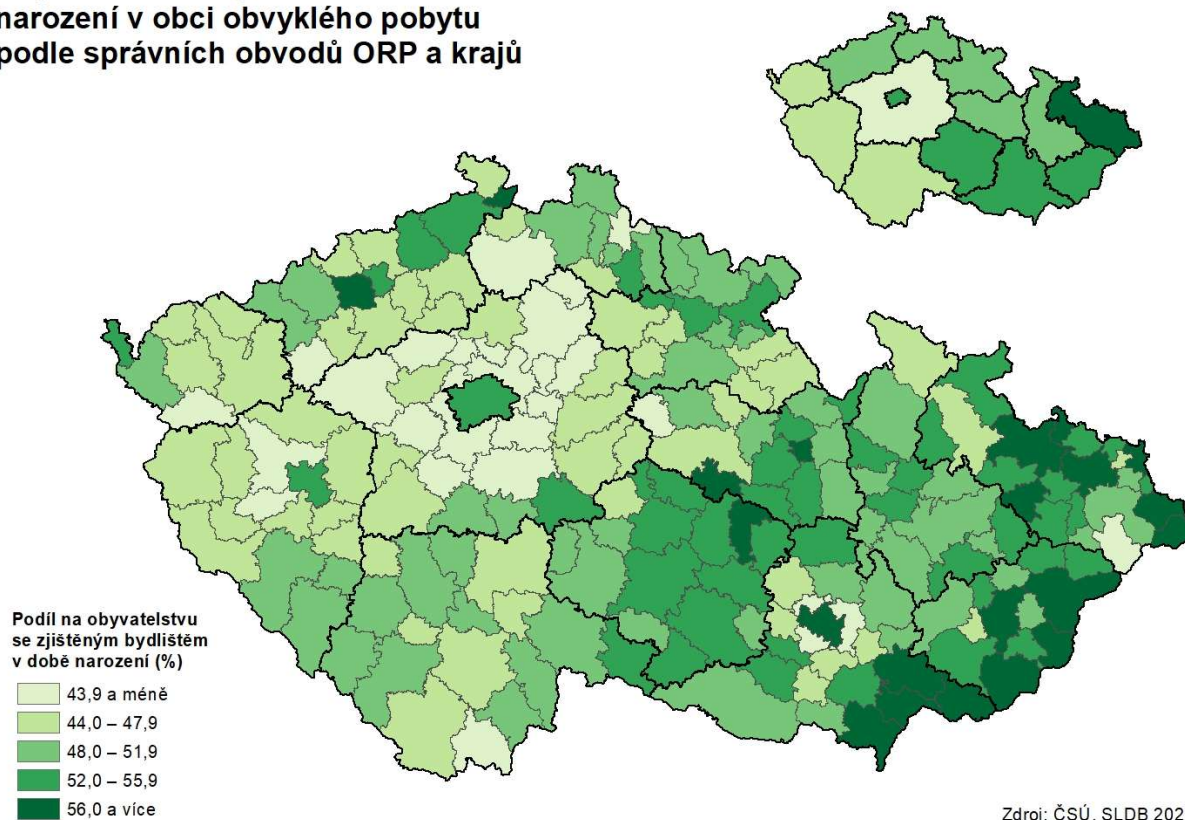 narození v obci obvyklého pobytu
podle správních obvodů ORP a krajů
Podíl na obyvatelstvu
se zjištěným bydlištěm
v době narození (%)
43,9 a méně
44,0 – 47,9
48,0 – 51,9
52,0 – 55,9
56,0 a více
Zdroj: ČSÚ, SLDB 202